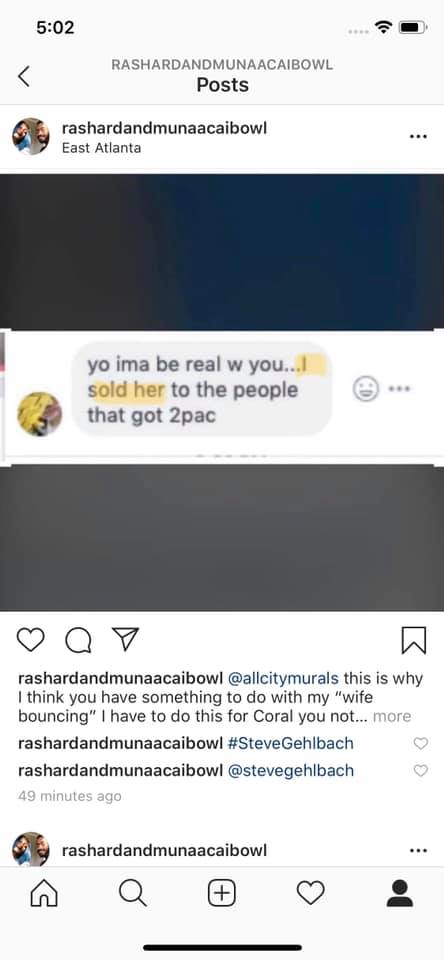 5:02
RASHARDANDMUNAACAIBOWL
Posts
rashardandmunaacaibowl
East Atlanta
yo ima be real w you...I
sold her to the people
that got 2pac
rashardandmunaacaibowl @allcitymurals this is why
I think you have something to do with my “wife
bouncing” I have to do this for Coral you not... more
rashardandmunaacaibowl #SteveGehlbach
rashardandmunaacaibowl @stevegehlbach
49 minutes ago
rashardandmunaacaibowl